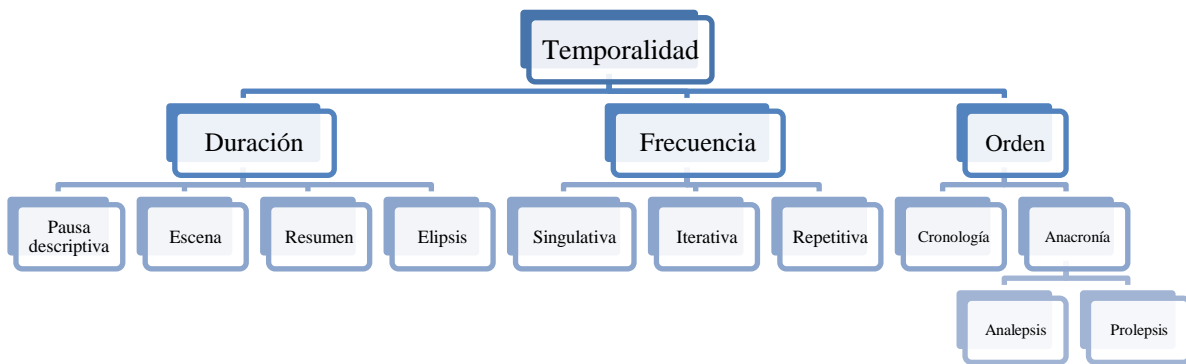 Temporalidad
Duración
Frecuencia
Orden
Pausa
descriptiva
Escena
Resumen
Elipsis
Singulativa
Iterativa
Repetitiva
Cronología
Anacronía
Analepsis
Prolepsis